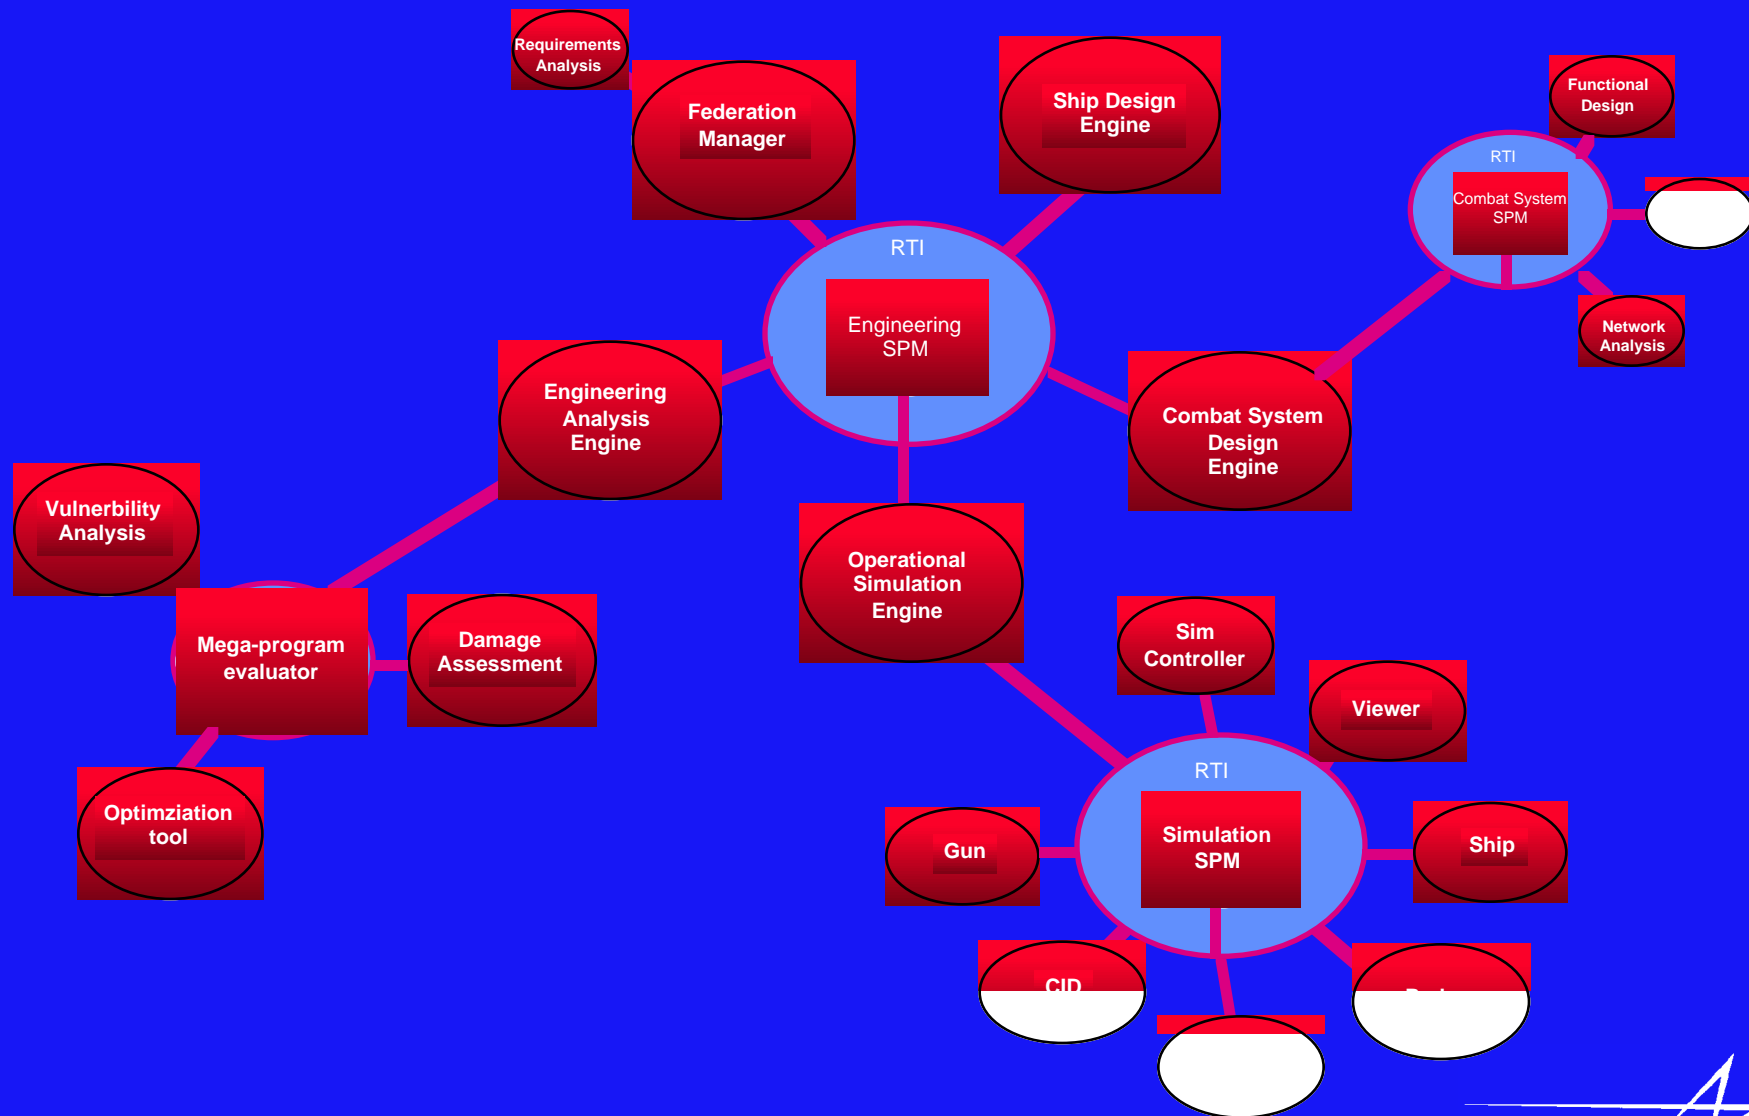 Requirements
Analysis
Federation
Manager
Ship Design
Engine
Functional
Design
RTI
Combat System
SPM
Network
Analysis
RTI
Engineering
SPM
Engineering
Analysis
Engine
Combat System
Design
Engine
Vulnerbility
Analysis
Operational
Simulation
Engine
Mega-program
evaluator
Damage
Assessment
Sim
Controller
Viewer
Optimziation
tool
RTI
Simulation
SPM
Gun
Ship
CID